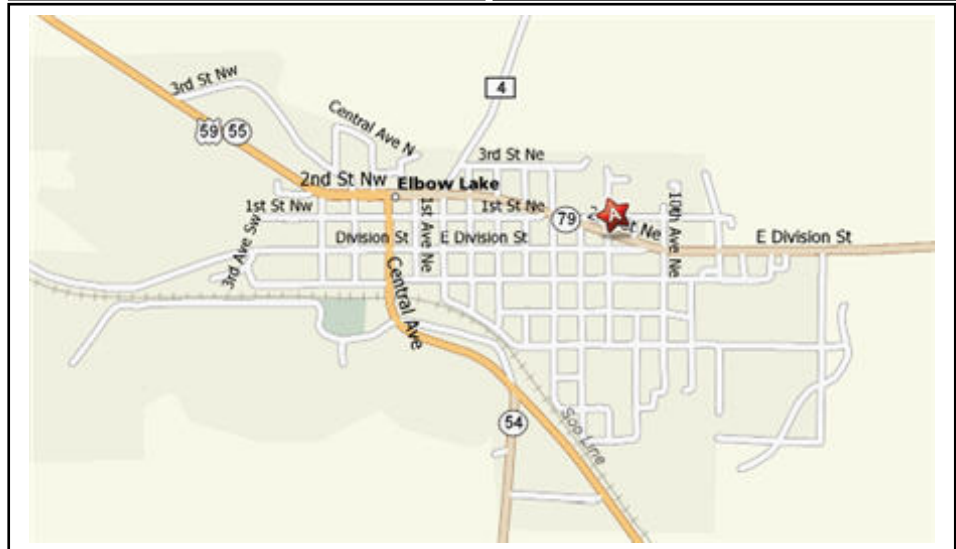 3rd St Nw
4
59
55
Central Ave N
3rd St Ne
2nd St Nw
Elbow Lake
10th Ave Ne
1st St Nw
1st Ave Ne
1st St Ne
A
79
St Ne
3rd Ave Sw
Division St
E Division St
E Division St
Central Ave
54
Soo Line